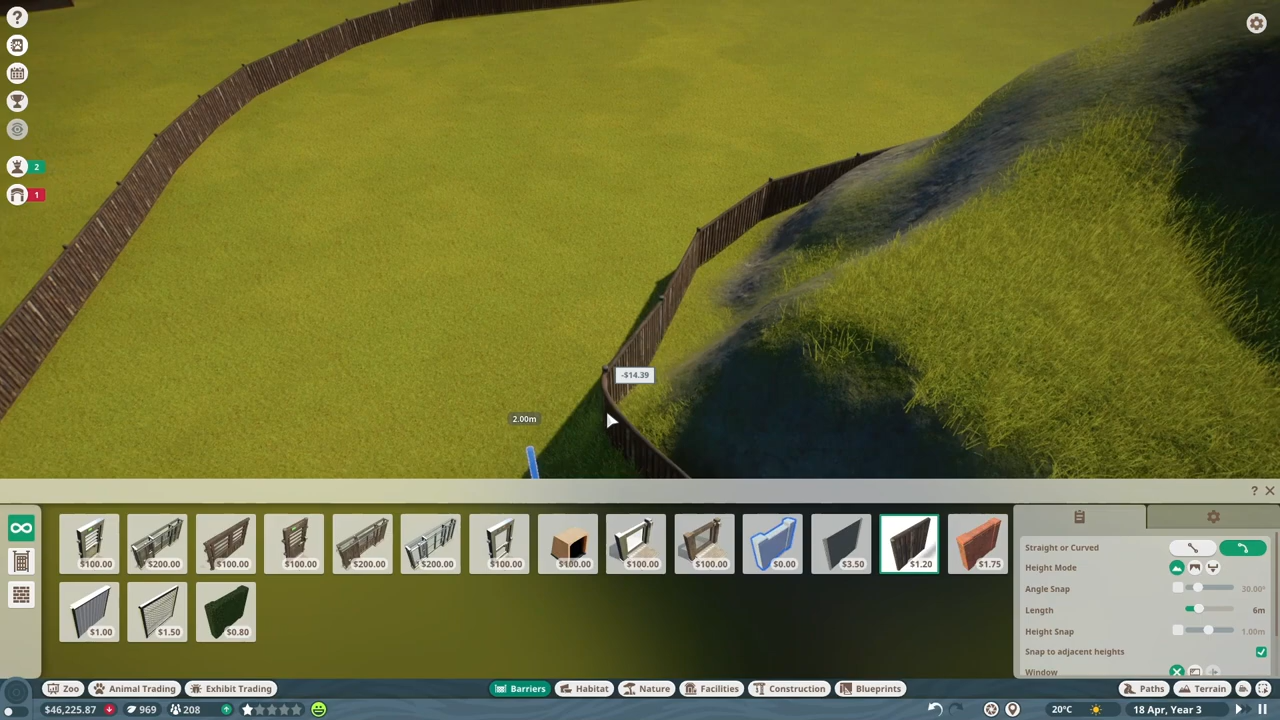 ?
2
1
-$14.39
2.00m
?
$100.00 $200.00 $100.00 $100.00 $200.00 $200.00 $100.00 $100.00 $100.00 $100.00 $0.00 $3.50 $1.20 $1.75
$1.00 $1.50 $0.80
Straight or Curved
Height Mode
Angle Snap 30.00°
Length 6m
Height Snap 1.00m
Snap to adjacent heights
Window
Zoo Animal Trading Exhibit Trading Barriers Habitat Nature Facilities Construction Blueprints Paths Terrain
$46,225.87 969 208 20°C 18 Apr, Year 3